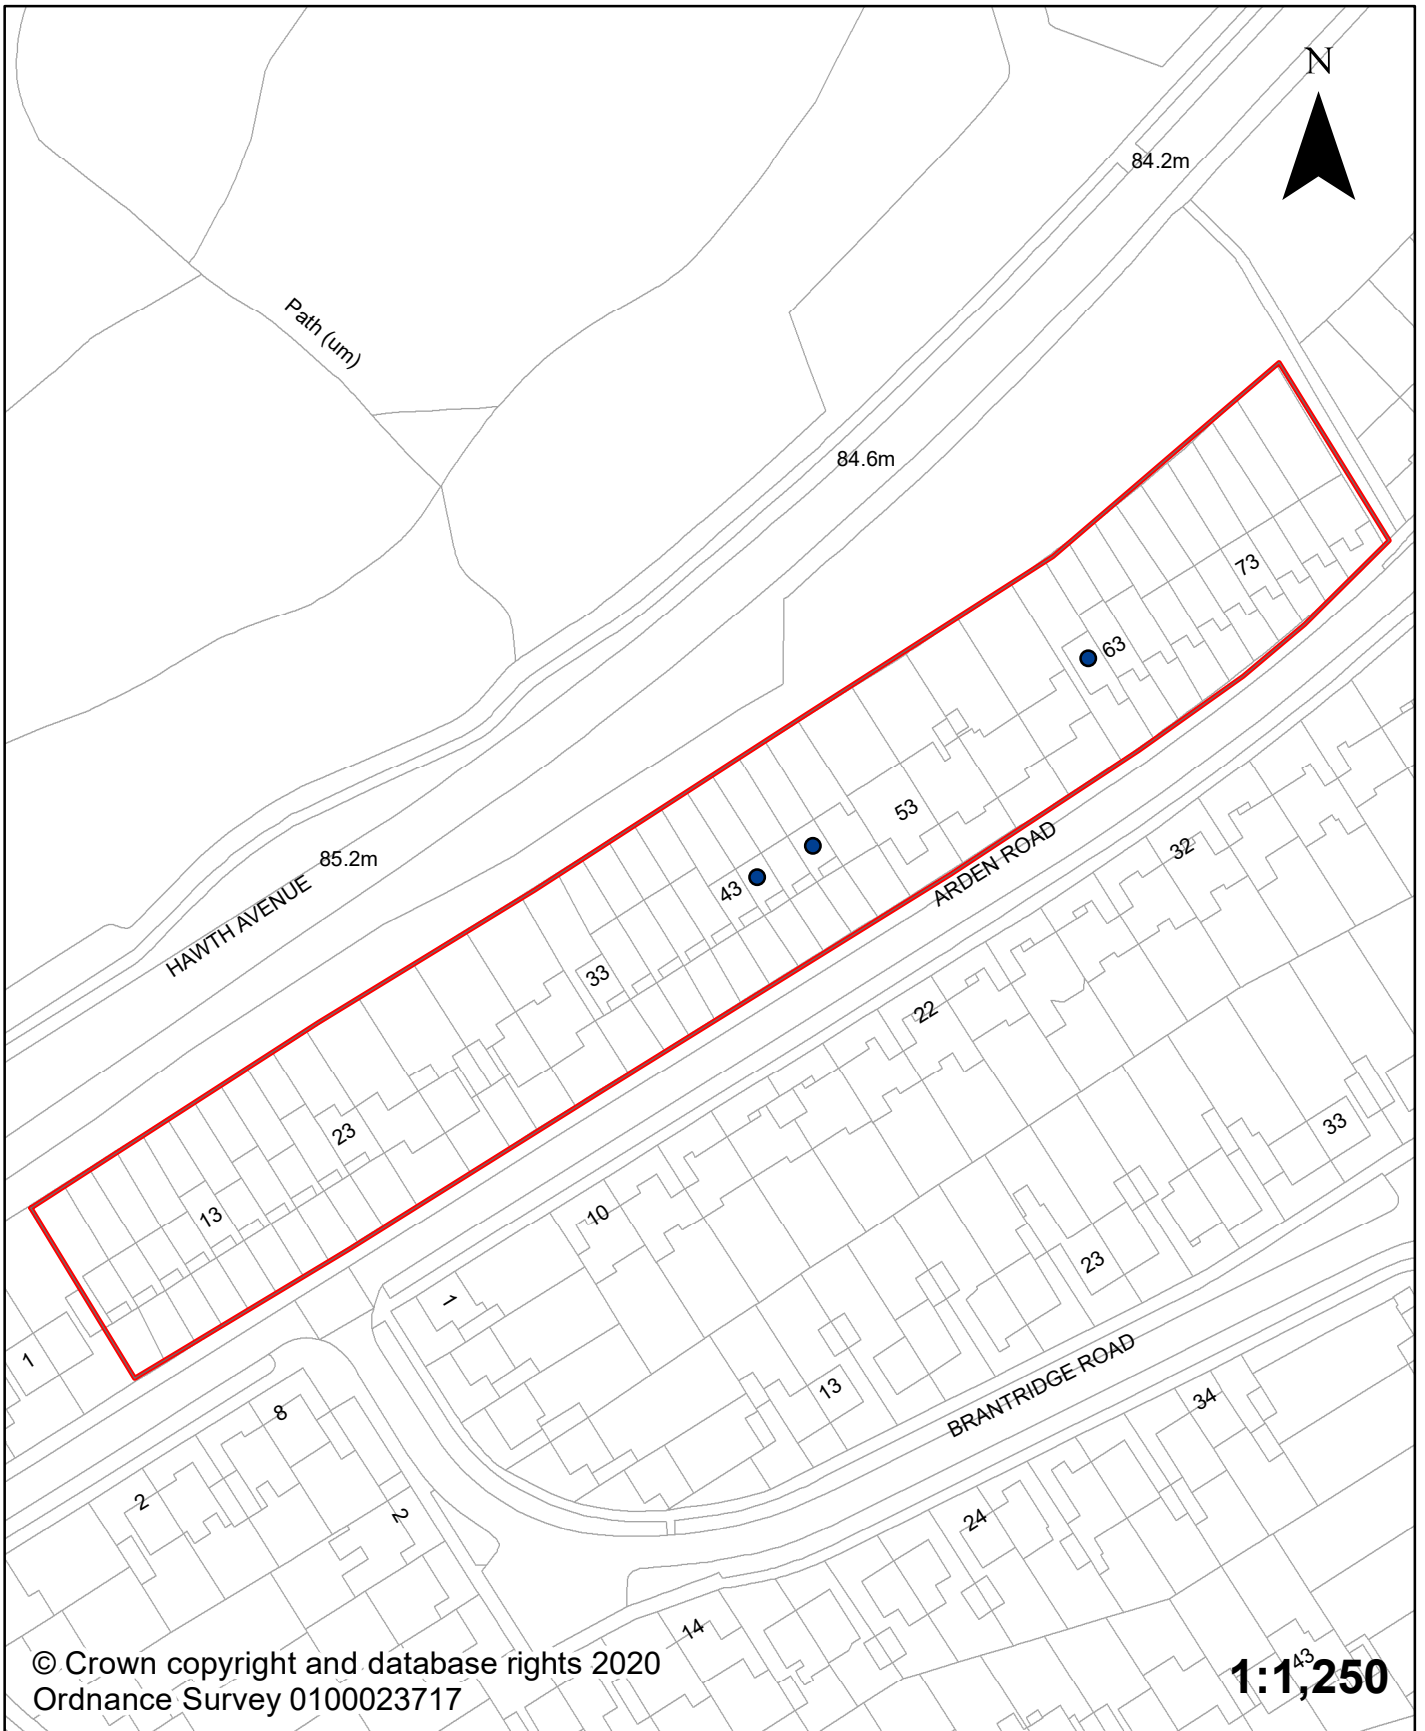 N
84.2m
Path (um)
84.6m
73
63
53
85.2m
ARDEN ROAD
32
43
HAWTH AVENUE
33
22
23
33
13
10
23
1
1
13
BRANTRIDGE ROAD
8
34
2
2
24
14
43
© Crown copyright and database rights 2020
Ordnance Survey 0100023717
1:1,250